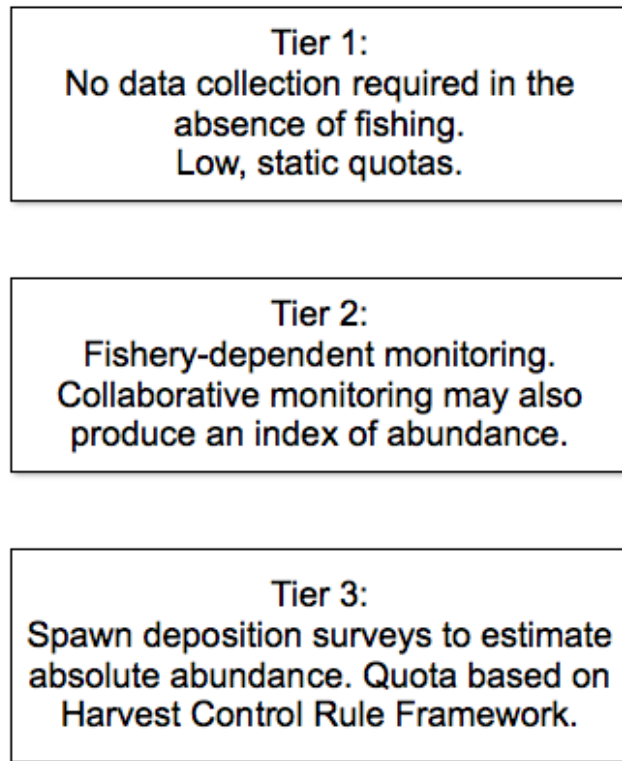 Tier 1:
No data collection required in the
absence of fishing.
Low, static quotas.
Tier 2:
Fishery-dependent monitoring.
Collaborative monitoring may also
produce an index of abundance.
Tier 3:
Spawn deposition surveys to estimate
absolute abundance. Quota based on
Harvest Control Rule Framework.